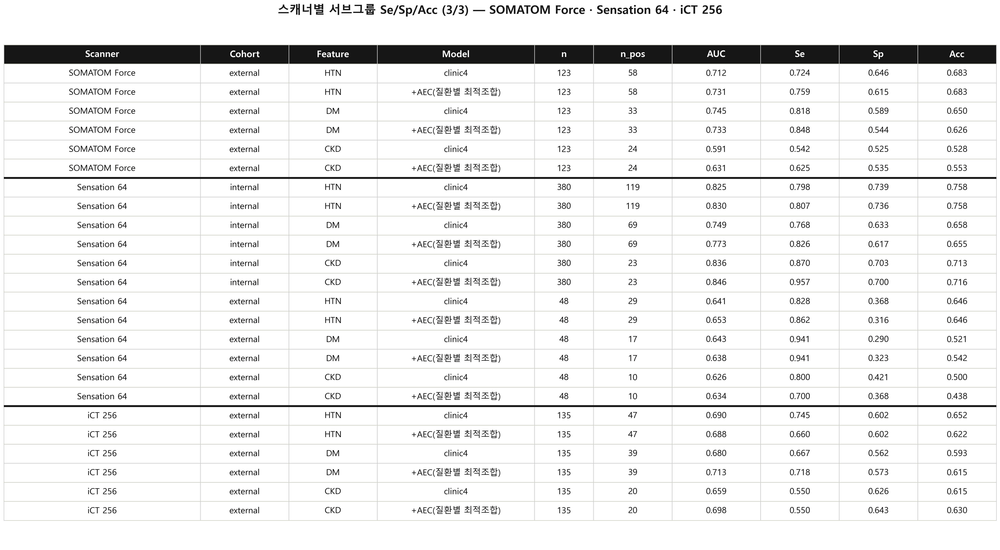 스캐너별 서브그룹 Se/Sp/Acc (3/3) — SOMATOM Force · Sensation 64 · iCT 256
Scanner Cohort Feature Model n n_pos AUC Se Sp Acc
SOMATOM Force external HTN clinic4 123 58 0.712 0.724 0.646 0.683
SOMATOM Force external HTN +AEC(질환별 최적조합) 123 58 0.731 0.759 0.615 0.683
SOMATOM Force external DM clinic4 123 33 0.745 0.818 0.589 0.650
SOMATOM Force external DM +AEC(질환별 최적조합) 123 33 0.733 0.848 0.544 0.626
SOMATOM Force external CKD clinic4 123 24 0.591 0.542 0.525 0.528
SOMATOM Force external CKD +AEC(질환별 최적조합) 123 24 0.631 0.625 0.535 0.553
Sensation 64 internal HTN clinic4 380 119 0.825 0.798 0.739 0.758
Sensation 64 internal HTN +AEC(질환별 최적조합) 380 119 0.830 0.807 0.736 0.758
Sensation 64 internal DM clinic4 380 69 0.749 0.768 0.633 0.658
Sensation 64 internal DM +AEC(질환별 최적조합) 380 69 0.773 0.826 0.617 0.655
Sensation 64 internal CKD clinic4 380 23 0.836 0.870 0.703 0.713
Sensation 64 internal CKD +AEC(질환별 최적조합) 380 23 0.846 0.957 0.700 0.716
Sensation 64 external HTN clinic4 48 29 0.641 0.828 0.368 0.646
Sensation 64 external HTN +AEC(질환별 최적조합) 48 29 0.653 0.862 0.316 0.646
Sensation 64 external DM clinic4 48 17 0.643 0.941 0.290 0.521
Sensation 64 external DM +AEC(질환별 최적조합) 48 17 0.638 0.941 0.323 0.542
Sensation 64 external CKD clinic4 48 10 0.626 0.800 0.421 0.500
Sensation 64 external CKD +AEC(질환별 최적조합) 48 10 0.634 0.700 0.368 0.438
iCT 256 external HTN clinic4 135 47 0.690 0.745 0.602 0.652
iCT 256 external HTN +AEC(질환별 최적조합) 135 47 0.688 0.660 0.602 0.622
iCT 256 external DM clinic4 135 39 0.680 0.667 0.562 0.593
iCT 256 external DM +AEC(질환별 최적조합) 135 39 0.713 0.718 0.573 0.615
iCT 256 external CKD clinic4 135 20 0.659 0.550 0.626 0.615
iCT 256 external CKD +AEC(질환별 최적조합) 135 20 0.698 0.550 0.643 0.630